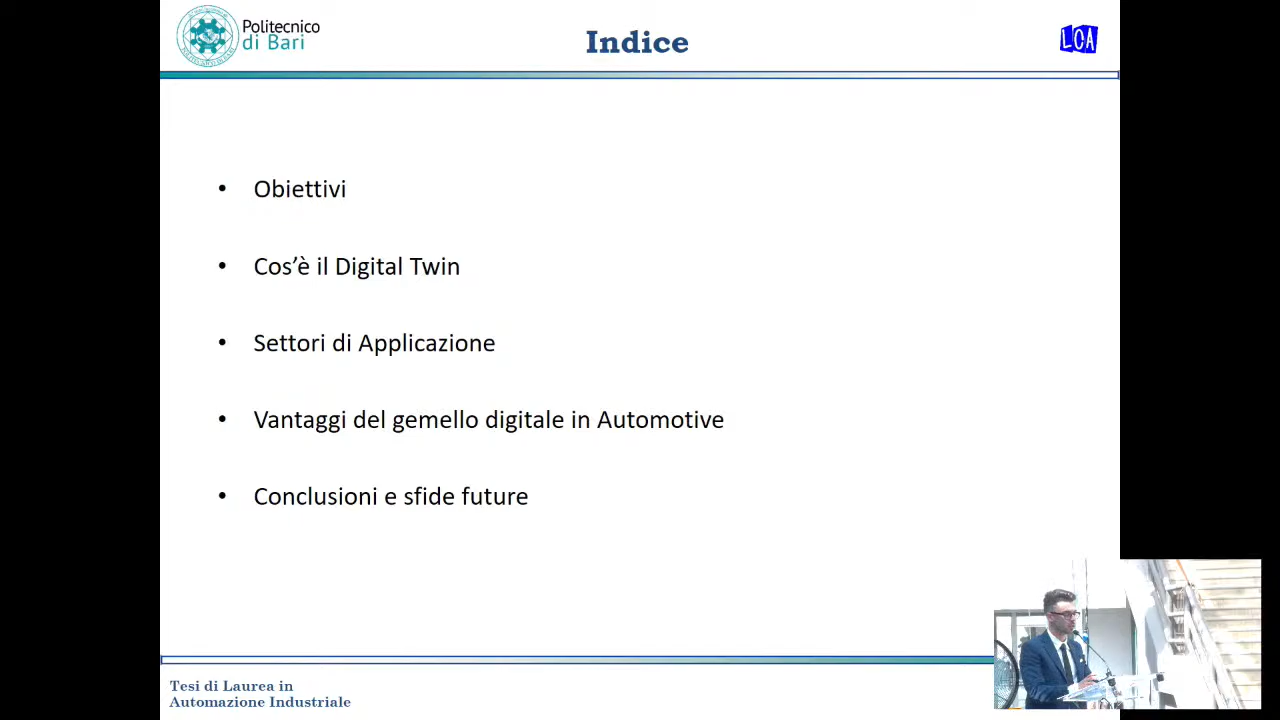 Politecnico
di Bari
Indice
LCA
• Obiettivi
• Cos'è il Digital Twin
• Settori di Applicazione
• Vantaggi del gemello digitale in Automotive
• Conclusioni e sfide future
Tesi di Laurea in
Automazione Industriale